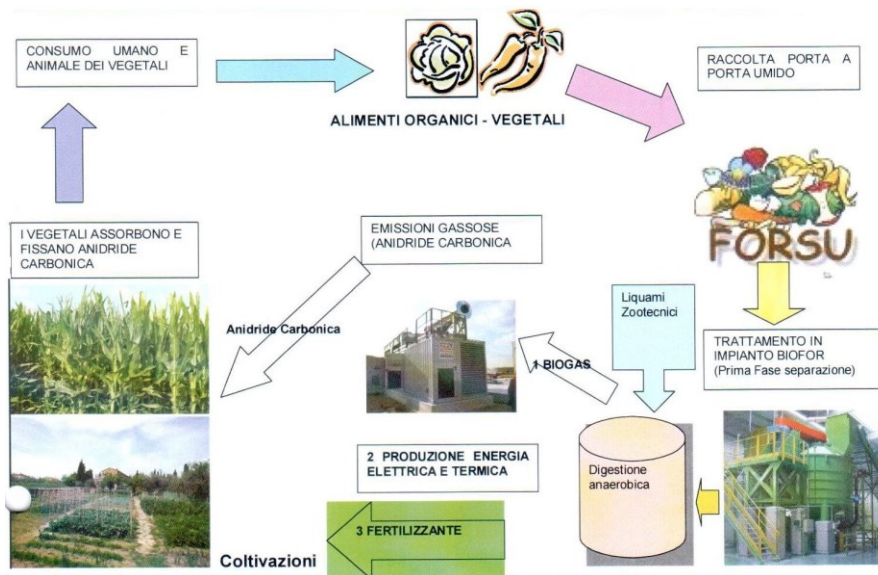 CONSUMO UMANO E
ANIMALE DEI VEGETALI
ALIMENTI ORGANICI - VEGETALI
RACCOLTA PORTA A
PORTA UMIDO
FORSU
I VEGETALI ASSORBONO E
FISSANO ANIDRIDE
CARBONICA
EMISSIONI GASSOSE
(ANIDRIDE CARBONICA
Anidride Carbonica
Liquami
Zootecnici
1 BIOGAS
TRATTAMENTO IN
IMPIANTO BIOFOR
(Prima Fase separazione)
2 PRODUZIONE ENERGIA
ELETTRICA E TERMICA
Digestione
anaerobica
3 FERTILIZZANTE
Coltivazioni